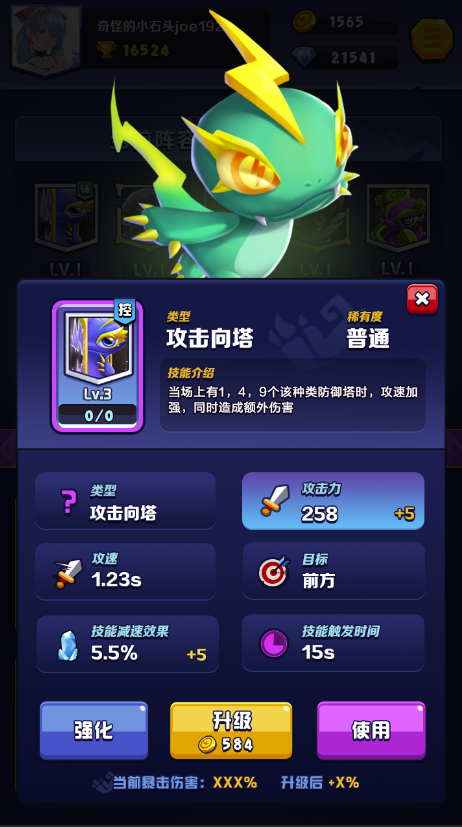 奇怪的小石头joe192
1565
16524
21541
阵容
LV.1
LV.1
LV.1
控
Lv.3
0/0
类型
攻击向塔
稀有度
普通
技能介绍
当场上有1，4，9个该种类防御塔时，攻速加
强，同时造成额外伤害
类型
攻击向塔
攻击力
258
+5
攻速
1.23s
目标
前方
技能减速效果
5.5%
+5
技能触发时间
15s
强化
升级
584
使用
当前暴击伤害：XXX%
升级后 +X%